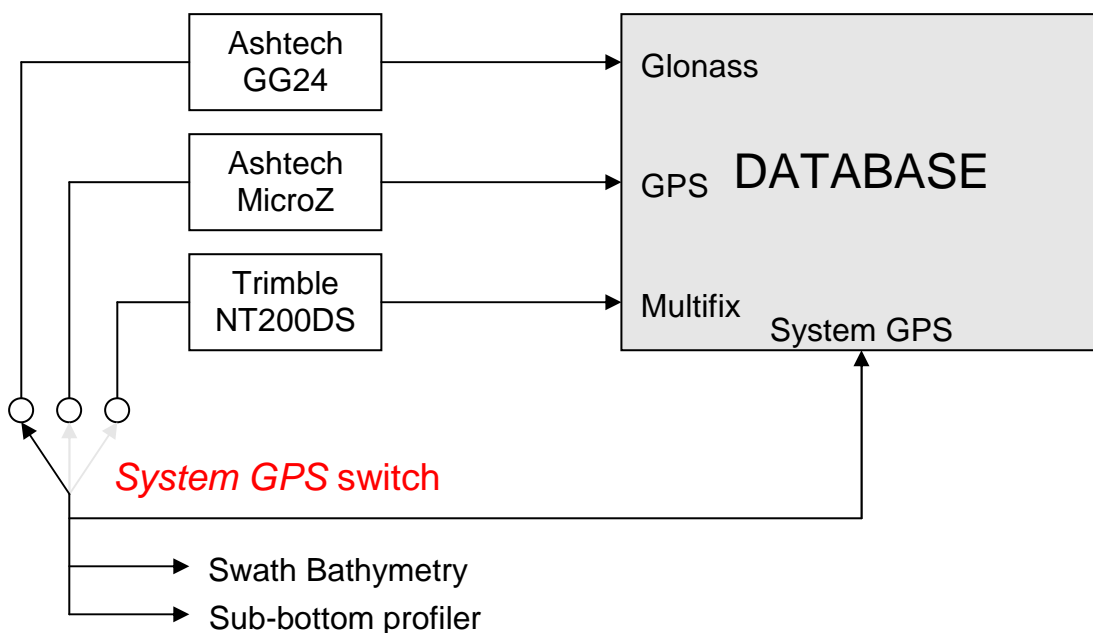 Ashtech
GG24
Glonass
Ashtech
MicroZ
GPS
DATABASE
Trimble
NT200DS
Multifix
System GPS
System GPS switch
Swath Bathymetry
Sub-bottom profiler